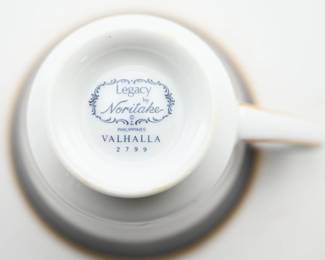 Legacy
by
Noritake
©
PHILIPPINES
VALHALLA
2799